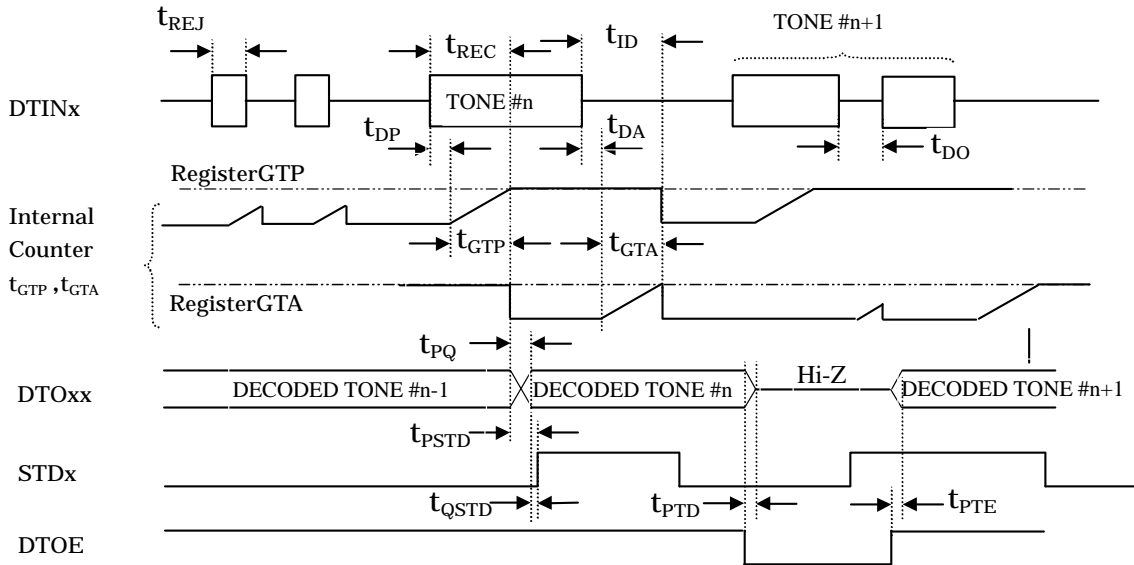 tREJ
TONE #n+1
tREC
tID
DTINx
TONE #n
tDP
tDA
tDO
RegisterGTP
Internal
Counter
tGTP ,tGTA
tGTP
tGTA
RegisterGTA
tPQ
Hi-Z
DTOxx
DECODED TONE #n-1
DECODED TONE #n
DECODED TONE #n+1
tPSTD
STDx
tQSTD
tPTD
tPTE
DTOE